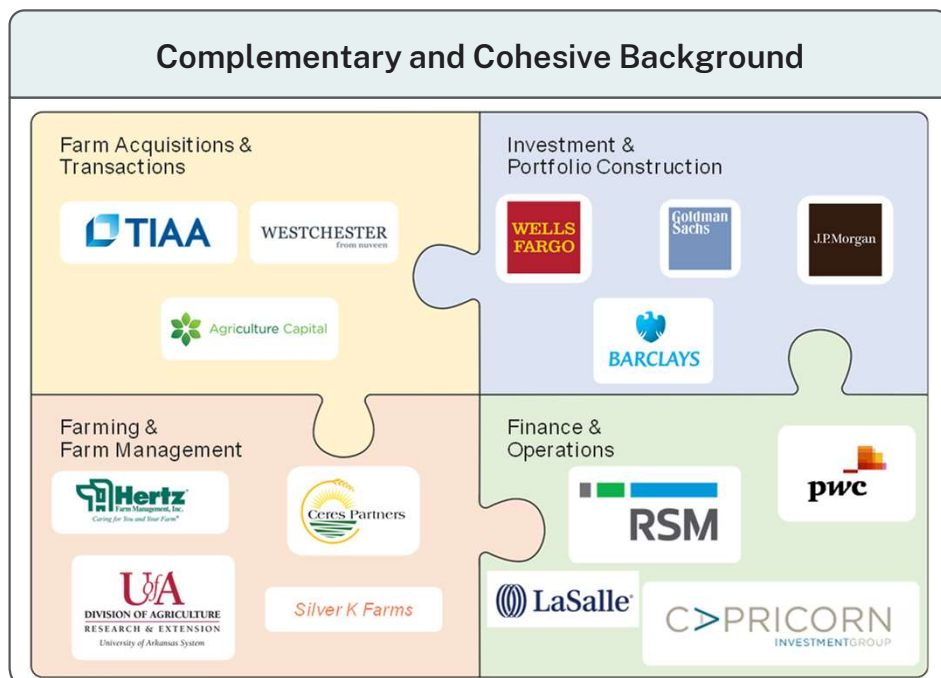 Complementary and Cohesive Background
Farm Acquisitions &
Transactions
TIAA
WESTCHESTER
from nuveen
Agriculture Capital
Investment &
Portfolio Construction
WELLS
FARGO
Goldman
Sachs
J.P.Morgan
BARCLAYS
Farming &
Farm Management
Hertz®
Farm Management, Inc.
Caring for You and Your Farm®
Ceres Partners
UofA
DIVISION OF AGRICULTURE
RESEARCH & EXTENSION
University of Arkansas System
Silver K Farms
Finance &
Operations
RSM
pwc
LaSalle®
CAPRICORN
INVESTMENTGROUP